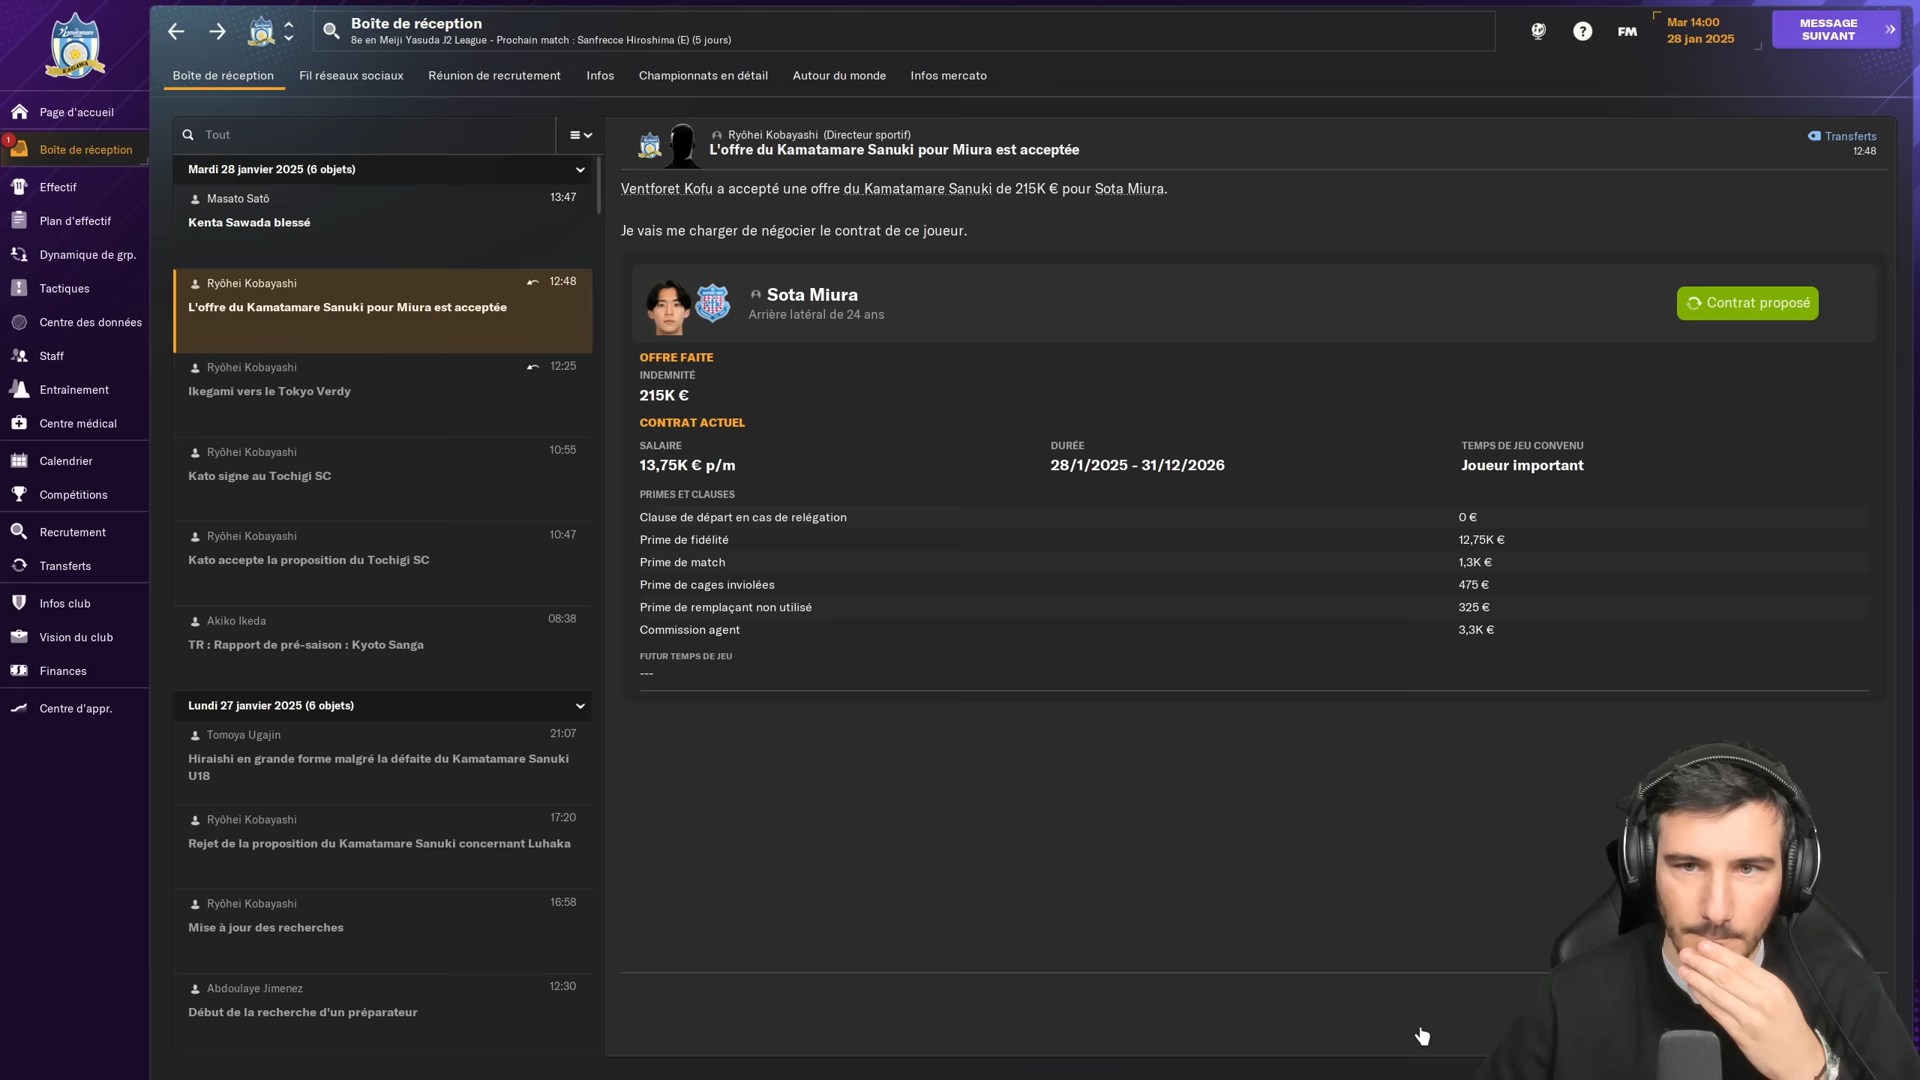 Boîte de réception
8e en Meiji Yasuda J2 League - Prochain match : Sanfrecce Hiroshima (E) (5 jours)
FM
Mar 14:00
28 jan 2025
MESSAGE
SUIVANT
Boîte de réception
Fil réseaux sociaux
Réunion de recrutement
Infos
Championnats en détail
Autour du monde
Infos mercato
KAGAWA
Page d'accueil
1
Boîte de réception
Effectif
Plan d'effectif
Dynamique de grp.
Tactiques
Centre des données
Staff
Entraînement
Centre médical
Calendrier
Compétitions
Recrutement
Transferts
Infos club
Vision du club
Finances
Centre d'appr.
Tout
Mardi 28 janvier 2025 (6 objets)
Masato Satô
13:47
Kenta Sawada blessé
Ryôhei Kobayashi
12:48
L'offre du Kamatamare Sanuki pour Miura est acceptée
Ryôhei Kobayashi
12:25
Ikegami vers le Tokyo Verdy
Ryôhei Kobayashi
10:55
Kato signe au Tochigi SC
Ryôhei Kobayashi
10:47
Kato accepte la proposition du Tochigi SC
Akiko Ikeda
08:38
TR : Rapport de pré-saison : Kyoto Sanga
Lundi 27 janvier 2025 (6 objets)
Tomoya Ugajin
21:07
Hiraishi en grande forme malgré la défaite du Kamatamare Sanuki
U18
Ryôhei Kobayashi
17:20
Rejet de la proposition du Kamatamare Sanuki concernant Luhaka
Ryôhei Kobayashi
16:58
Mise à jour des recherches
Abdoulaye Jimenez
12:30
Début de la recherche d'un préparateur
Ryôhei Kobayashi (Directeur sportif)
L'offre du Kamatamare Sanuki pour Miura est acceptée
Transferts
12:48
Ventforet Kofu a accepté une offre du Kamatamare Sanuki de 215K € pour Sota Miura.
Je vais me charger de négocier le contrat de ce joueur.
Sota Miura
Arrière latéral de 24 ans
Contrat proposé
OFFRE FAITE
INDEMNITÉ
215K €
CONTRAT ACTUEL
SALAIRE
DURÉE
TEMPS DE JEU CONVENU
13,75K € p/m
28/1/2025 - 31/12/2026
Joueur important
PRIMES ET CLAUSES
Clause de départ en cas de relégation
0 €
Prime de fidélité
12,75K €
Prime de match
1,3K €
Prime de cages inviolées
475 €
Prime de remplaçant non utilisé
325 €
Commission agent
3,3K €
FUTUR TEMPS DE JEU
---